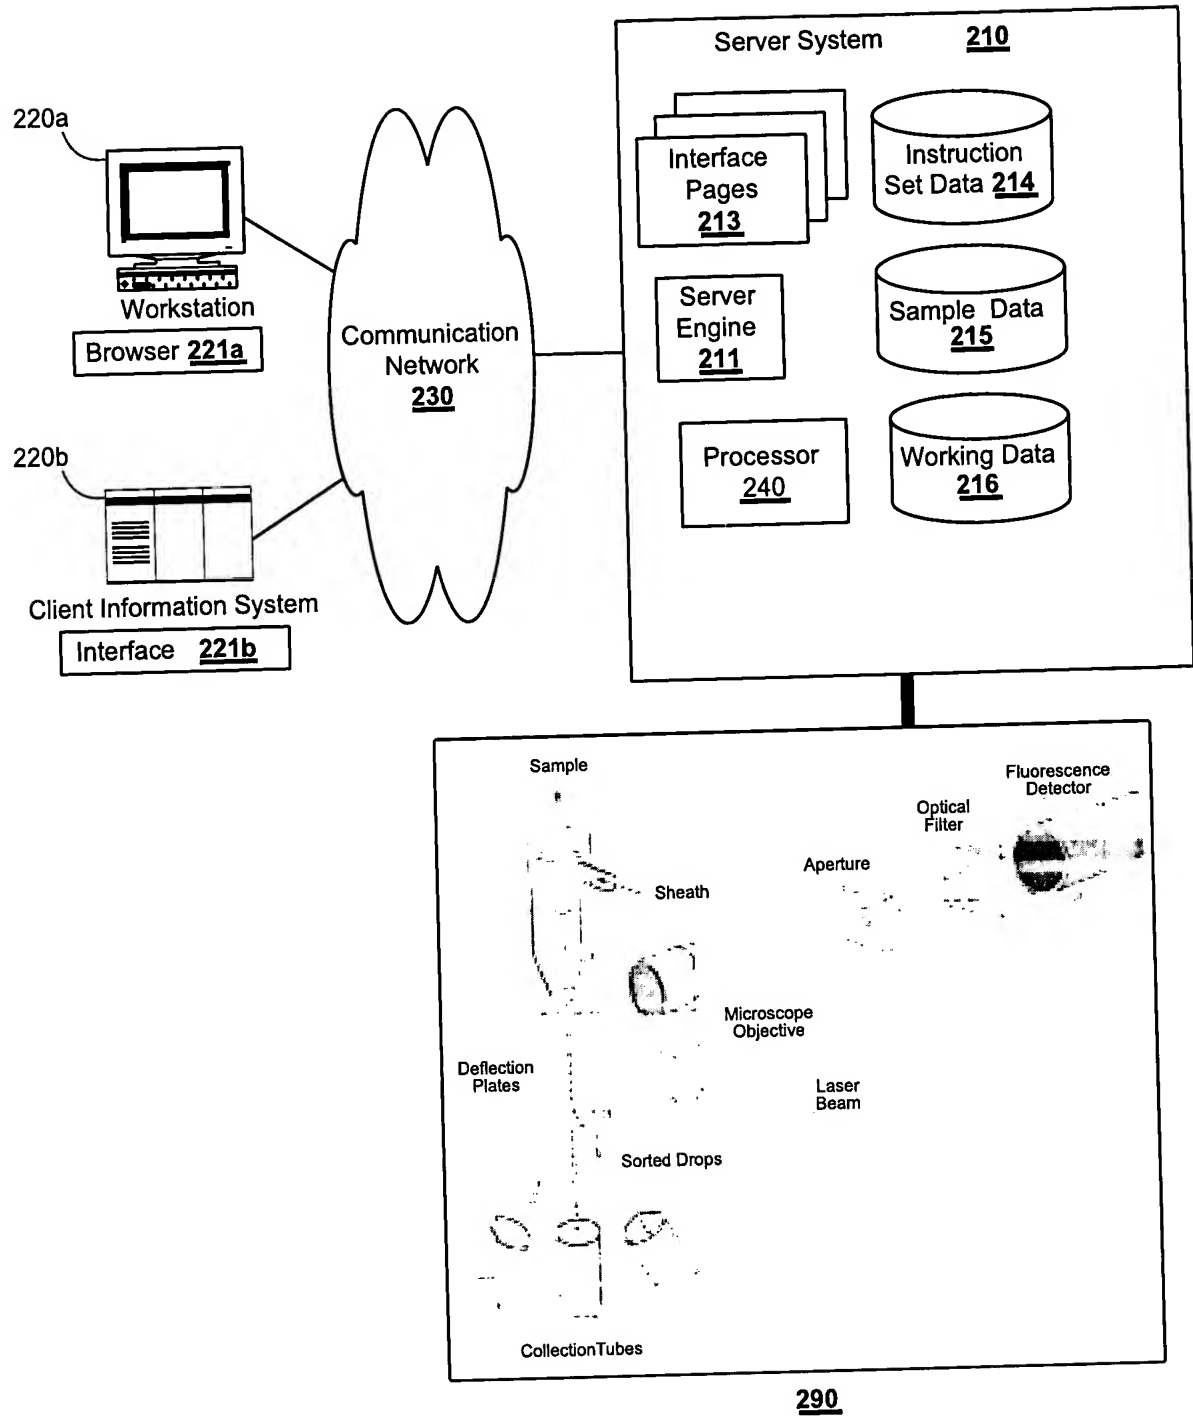 Server System 210
220a
Interface
Pages
213
Instruction
Set Data 214
Workstation
Browser 221a
Communication
Network
230
Server
Engine
211
Sample Data
215
220b
Processor
240
Working Data
216
Client Information System
Interface 221b
Sample
Fluorescence
Detector
Optical
Filter
Aperture
Sheath
Microscope
Objective
Deflection
Plates
Laser
Beam
Sorted Drops
CollectionTubes
290